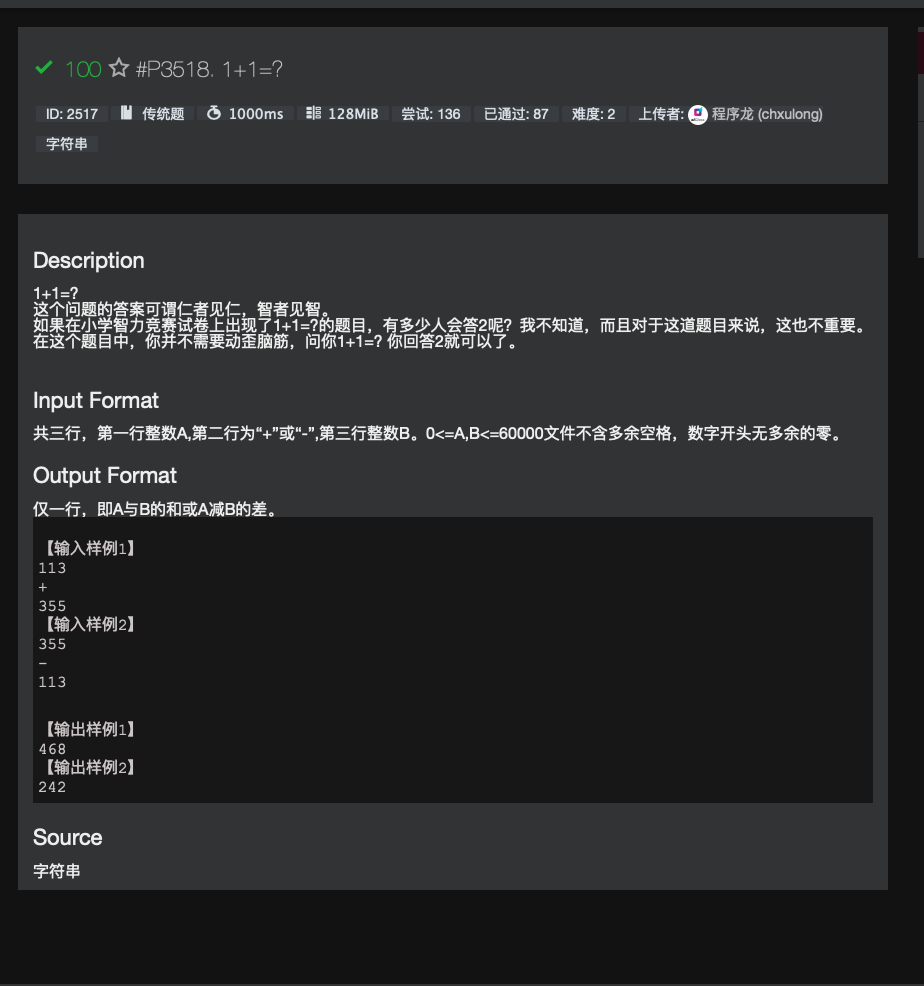 100 #P3518. 1+1=?
ID: 2517 传统题 1000ms 128MiB 尝试: 136 已通过: 87 难度: 2 上传者: 程序龙 (chxulong)
字符串
Description
1+1=?
这个问题的答案可谓仁者见仁，智者见智。
如果在小学智力竞赛试卷上出现了1+1=?的题目，有多少人会答2呢？我不知道，而且对于这道题目来说，这也不重要。
在这个题目中，你并不需要动歪脑筋，问你1+1=? 你回答2就可以了。
Input Format
共三行，第一行整数A,第二行为“+”或“-”,第三行整数B。0<=A,B<=60000文件不含多余空格，数字开头无多余的零。
Output Format
仅一行，即A与B的和或A减B的差。
【输入样例1】
113
+
355
【输入样例2】
355
-
113
【输出样例1】
468
【输出样例2】
242
Source
字符串